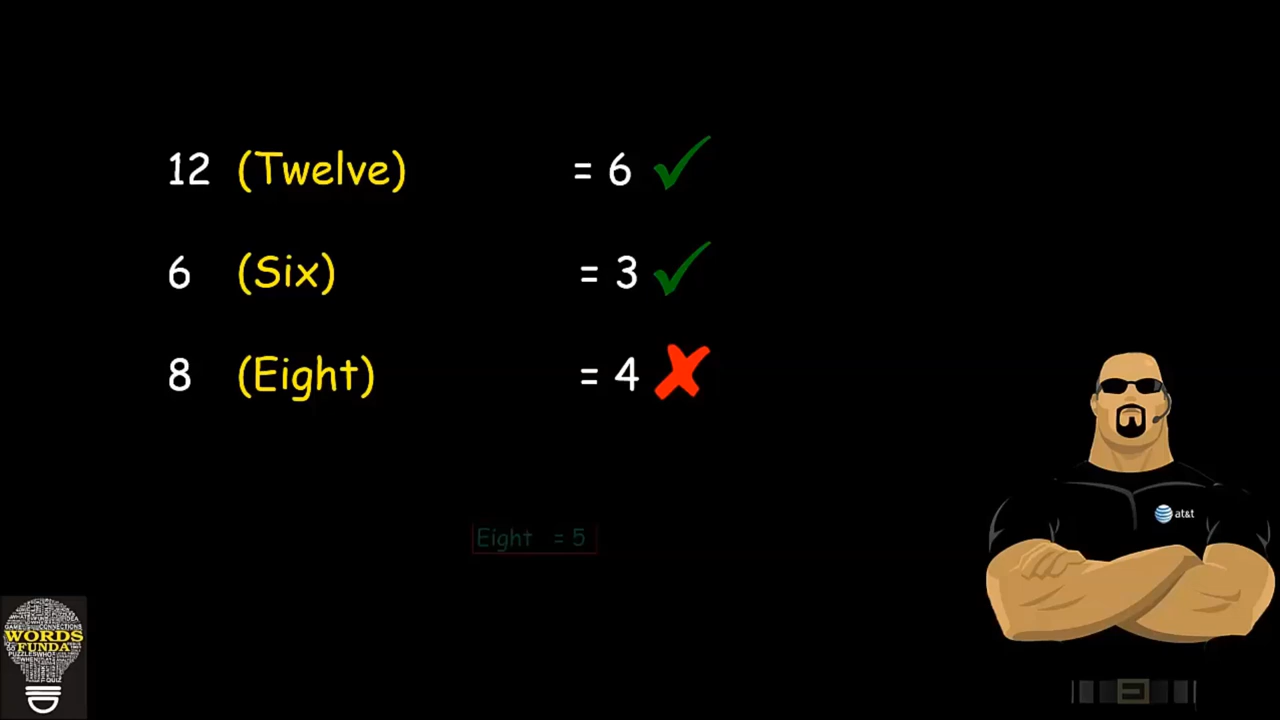 12 (Twelve) = 6
6 (Six) = 3
8 (Eight) = 4
Eight = 5
at&t
WORDS
FUNDA